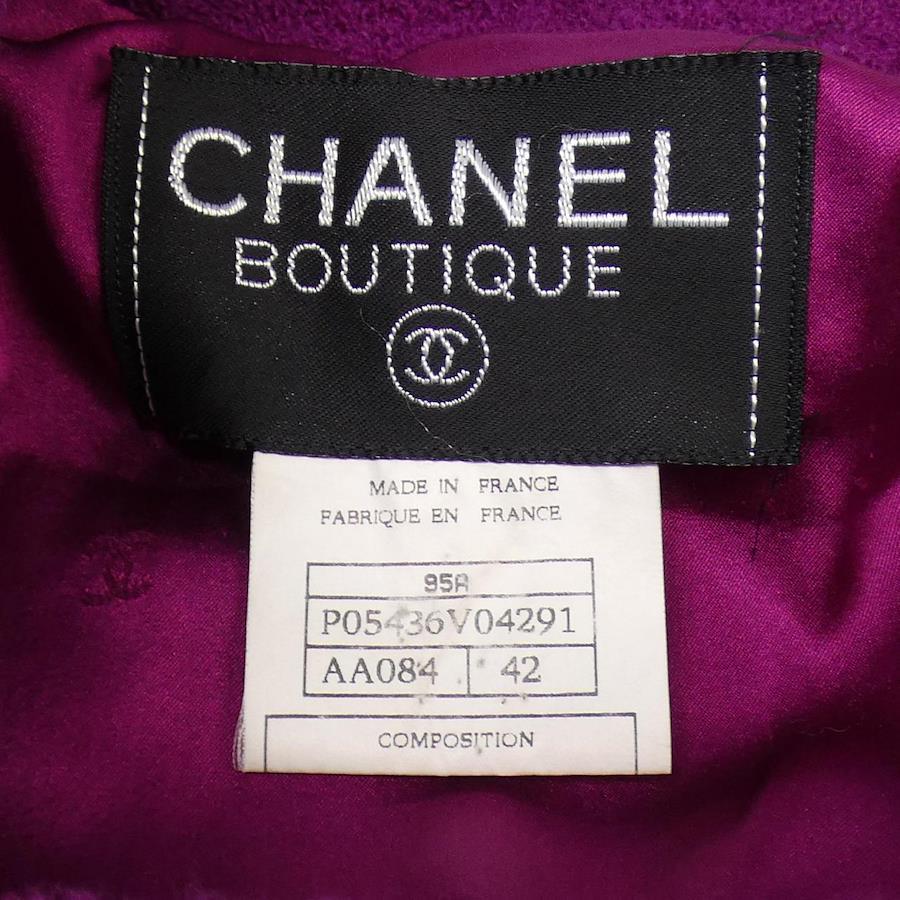 CHANEL
BOUTIQUE
MADE IN FRANCE
FABRIQUE EN FRANCE
95A
P05436V04291
AA084 42
COMPOSITION